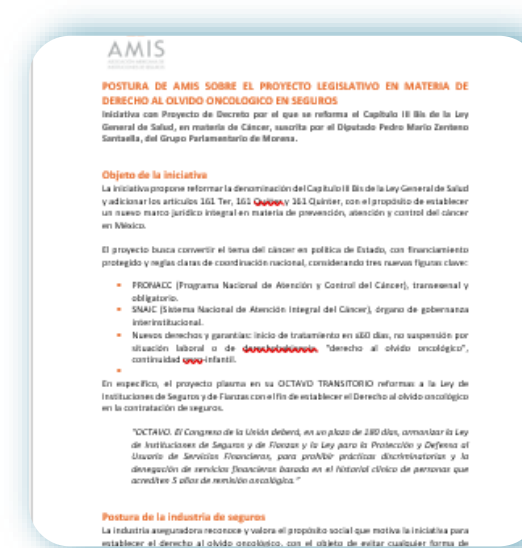 AMIS
POSTURA DE AMIS SOBRE EL PROYECTO LEGISLATIVO EN MATERIA DE
DERECHO AL OLVIDO ONCOLOGICO EN SEGUROS
Iniciativa con Proyecto de Decreto por el que se reforma el Capítulo III Bis de la Ley
General de Salud, en materia de Cáncer, suscrita por el Diputado Pedro Mario Zenteno
Santaella, del Grupo Parlamentario de Morena.
Objeto de la iniciativa
La iniciativa propone reformar la denominación del Capítulo III Bis de la Ley General de Salud
y adicionar los artículos 161 Ter, 161 y 161 Quinter, con el propósito de establecer
un nuevo marco jurídico integral en materia de prevención, atención y control del cáncer
en México.
El proyecto busca convertir el tema del cáncer en política de Estado, con financiamiento
protegido y reglas claras de coordinación nacional, considerando tres nuevas figuras clave:
PRONACC (Programa Nacional de Atención y Control del Cáncer), transexenal y
obligatorio.
SNAIC (Sistema Nacional de Atención Integral del Cáncer), órgano de gobernanza
interinstitucional.
Nuevos derechos y garantías: inicio de tratamiento en ≤60 días, no suspensión por
situación laboral o de derechohabiencia, "derecho al olvido oncológico",
continuidad -infantil.
En específico, el proyecto plasma en su OCTAVO TRANSITORIO reformas a la Ley de
Instituciones de Seguros y de Fianzas con el fin de establecer el Derecho al olvido oncológico
en la contratación de seguros.
"OCTAVO. El Congreso de la Unión deberá, en un plazo de 180 días, armonizar la Ley
de Instituciones de Seguros y de Fianzas y la Ley para la Protección y Defensa al
Usuario de Servicios Financieros, para prohibir prácticas discriminatorias y la
denegación de servicios financieros basada en el historial clínico de personas que
acrediten 5 años de remisión oncológica."
Postura de la industria de seguros
La industria aseguradora reconoce y valora el propósito social que motiva la iniciativa para
establecer el derecho al olvido oncológico, con el objeto de evitar cualquier forma de